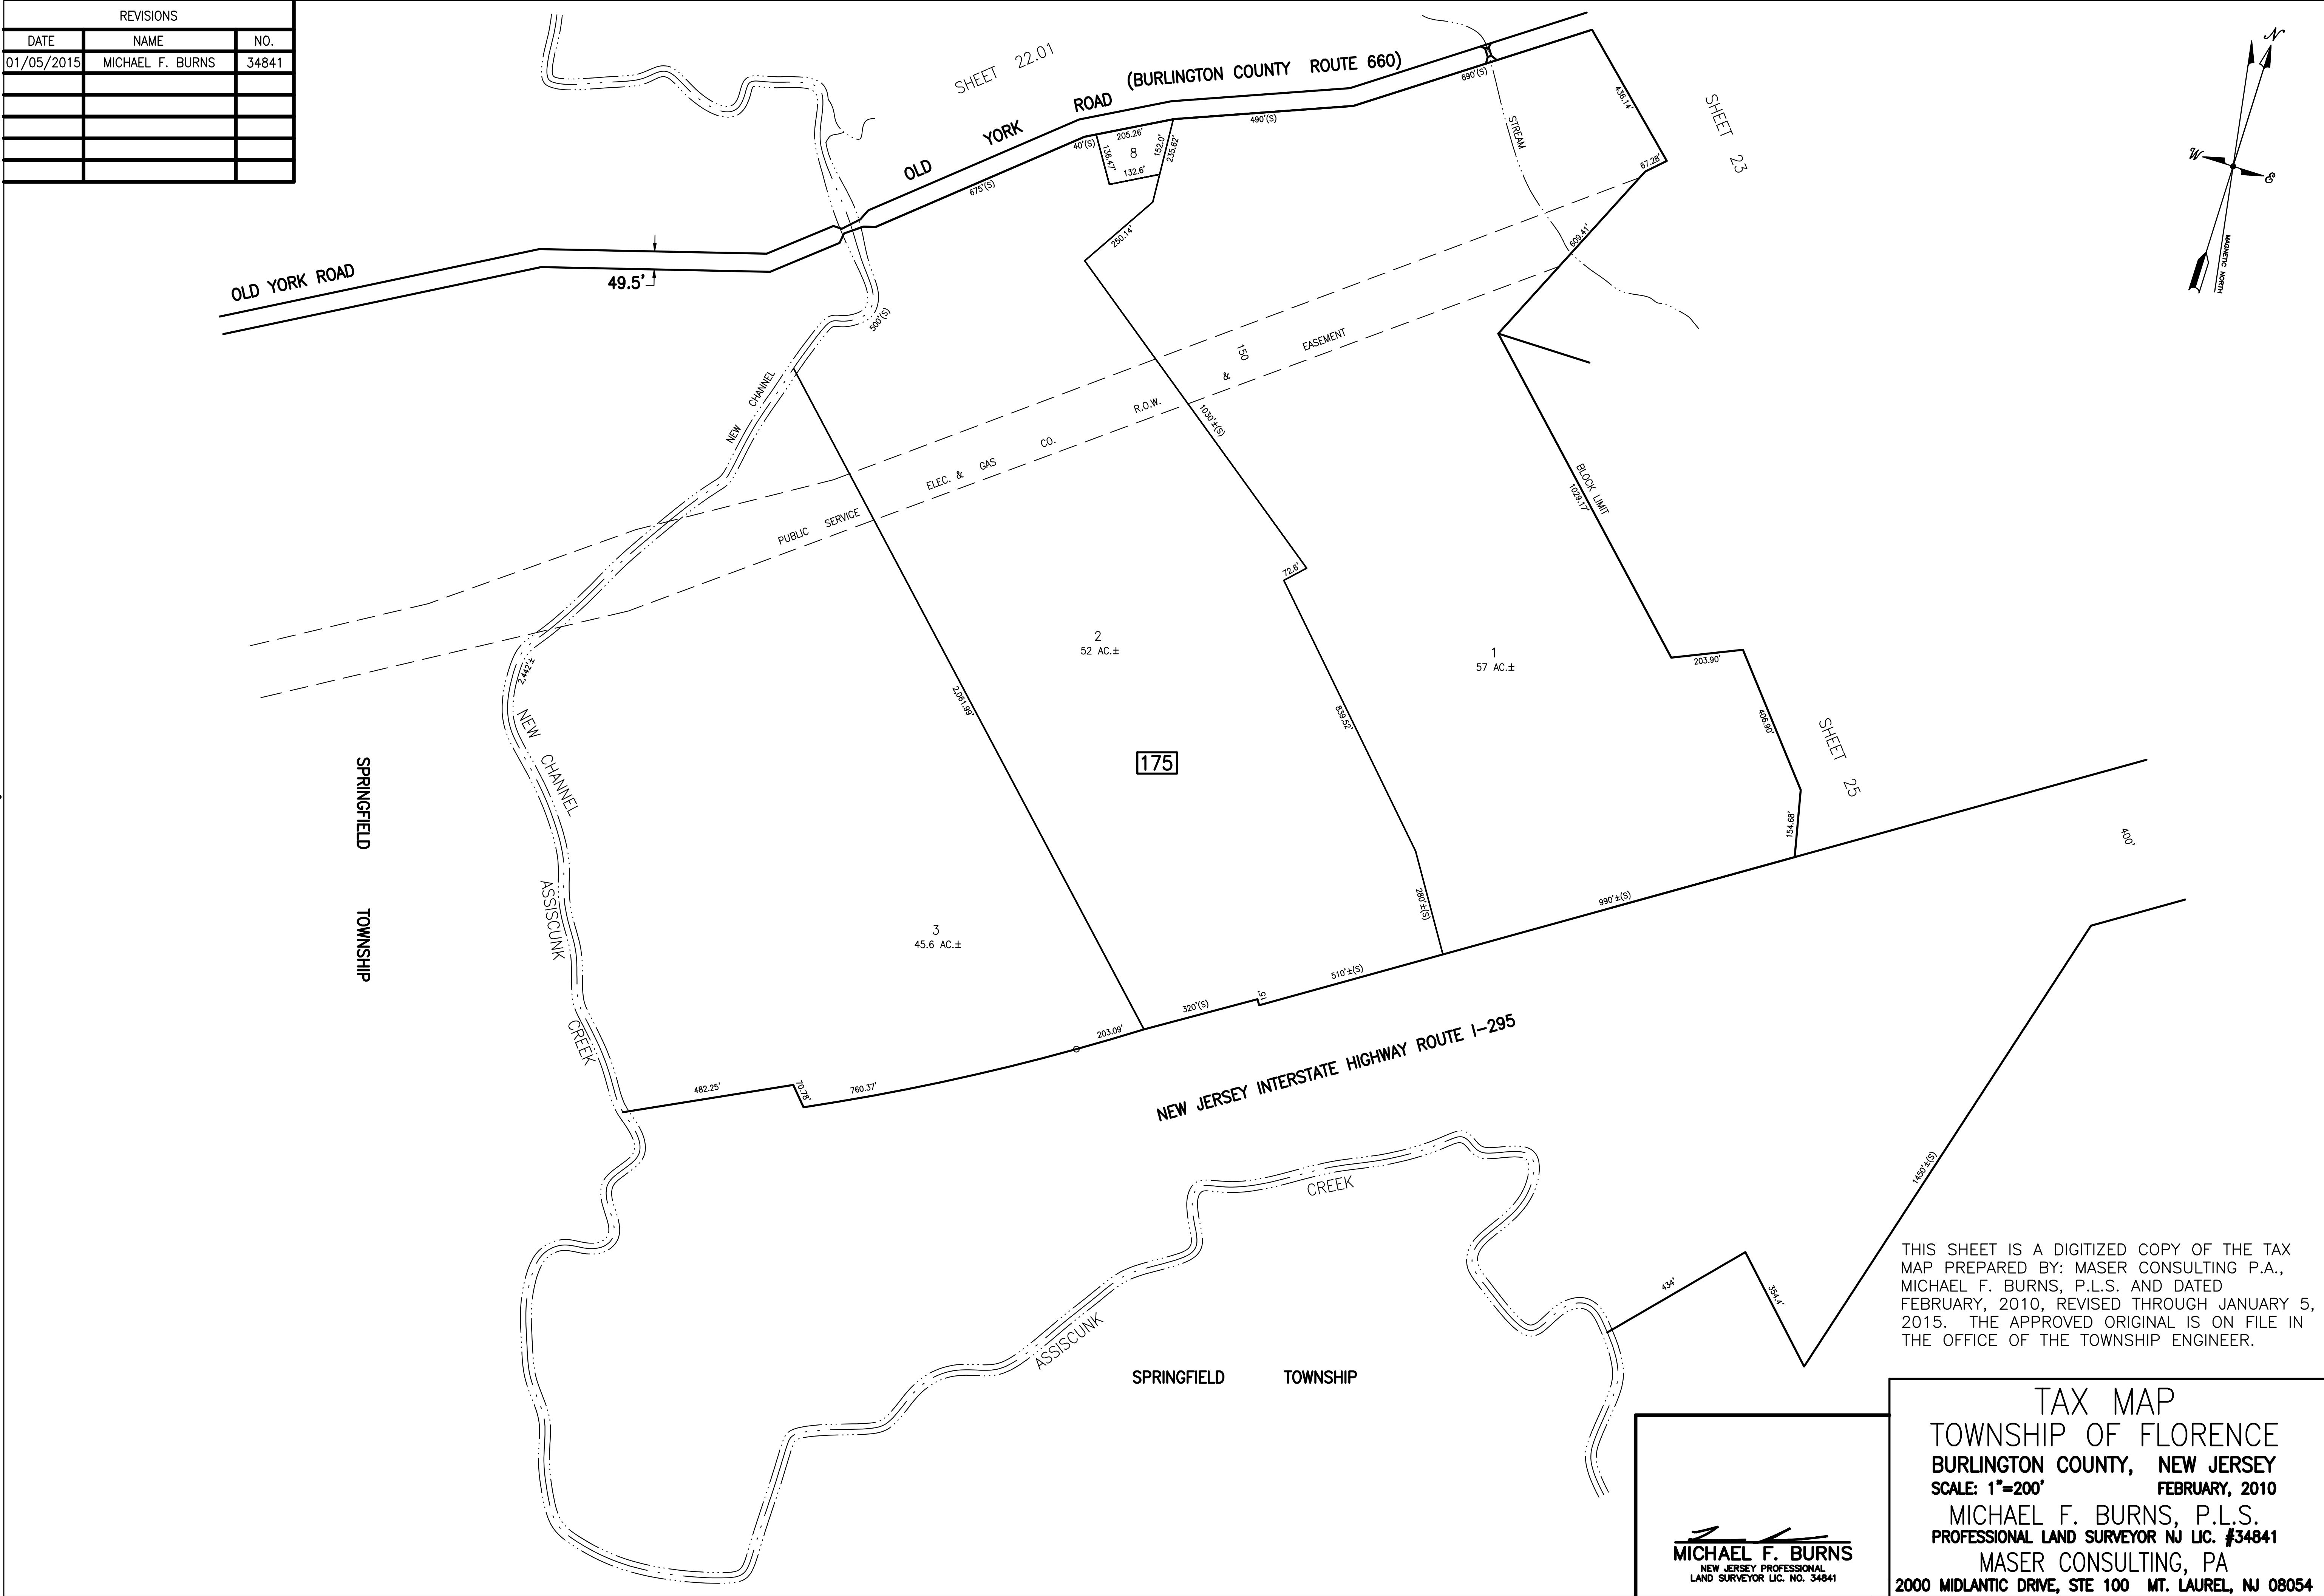 REVISIONS
DATE NAME NO.
01/05/2015 MICHAEL F. BURNS 34841
SHEET 22.01
OLD YORK ROAD (BURLINGTON COUNTY ROUTE 660)
690'(S)
436.14'
SHEET 23
N
W
E
MAGNETIC NORTH
STREAM
490'(S)
205.26'
40'(S)
8
136.47'
152.0'
235.62'
132.6'
67.28'
675'(S)
250.14'
609.41'
OLD YORK ROAD
49.5'
500'(S)
NEW CHANNEL
150
PUBLIC SERVICE ELEC. & GAS CO. R.O.W. & EASEMENT
1030'±(S)
BLOCK LIMIT
1029.17'
72.6'
2
52 AC.±
1
57 AC.±
203.90'
2,442'±
2,061.99'
839.52'
406.90'
SHEET 25
NEW CHANNEL
175
SPRINGFIELD TOWNSHIP
154.68'
400'
ASSISCUNK CREEK
3
45.6 AC.±
280'±(S)
990'±(S)
510'±(S)
15'
320'(S)
203.09'
482.25'
70.78'
760.37'
NEW JERSEY INTERSTATE HIGHWAY ROUTE I-295
1450'±(S)
CREEK
434'
354.4'
ASSISCUNK
SPRINGFIELD TOWNSHIP
THIS SHEET IS A DIGITIZED COPY OF THE TAX
MAP PREPARED BY: MASER CONSULTING P.A.,
MICHAEL F. BURNS, P.L.S. AND DATED
FEBRUARY, 2010, REVISED THROUGH JANUARY 5,
2015. THE APPROVED ORIGINAL IS ON FILE IN
THE OFFICE OF THE TOWNSHIP ENGINEER.
MICHAEL F. BURNS
NEW JERSEY PROFESSIONAL
LAND SURVEYOR LIC. NO. 34841
TAX MAP
TOWNSHIP OF FLORENCE
BURLINGTON COUNTY, NEW JERSEY
SCALE: 1"=200' FEBRUARY, 2010
MICHAEL F. BURNS, P.L.S.
PROFESSIONAL LAND SURVEYOR NJ LIC. #34841
MASER CONSULTING, PA
2000 MIDLANTIC DRIVE, STE 100 MT. LAUREL, NJ 08054